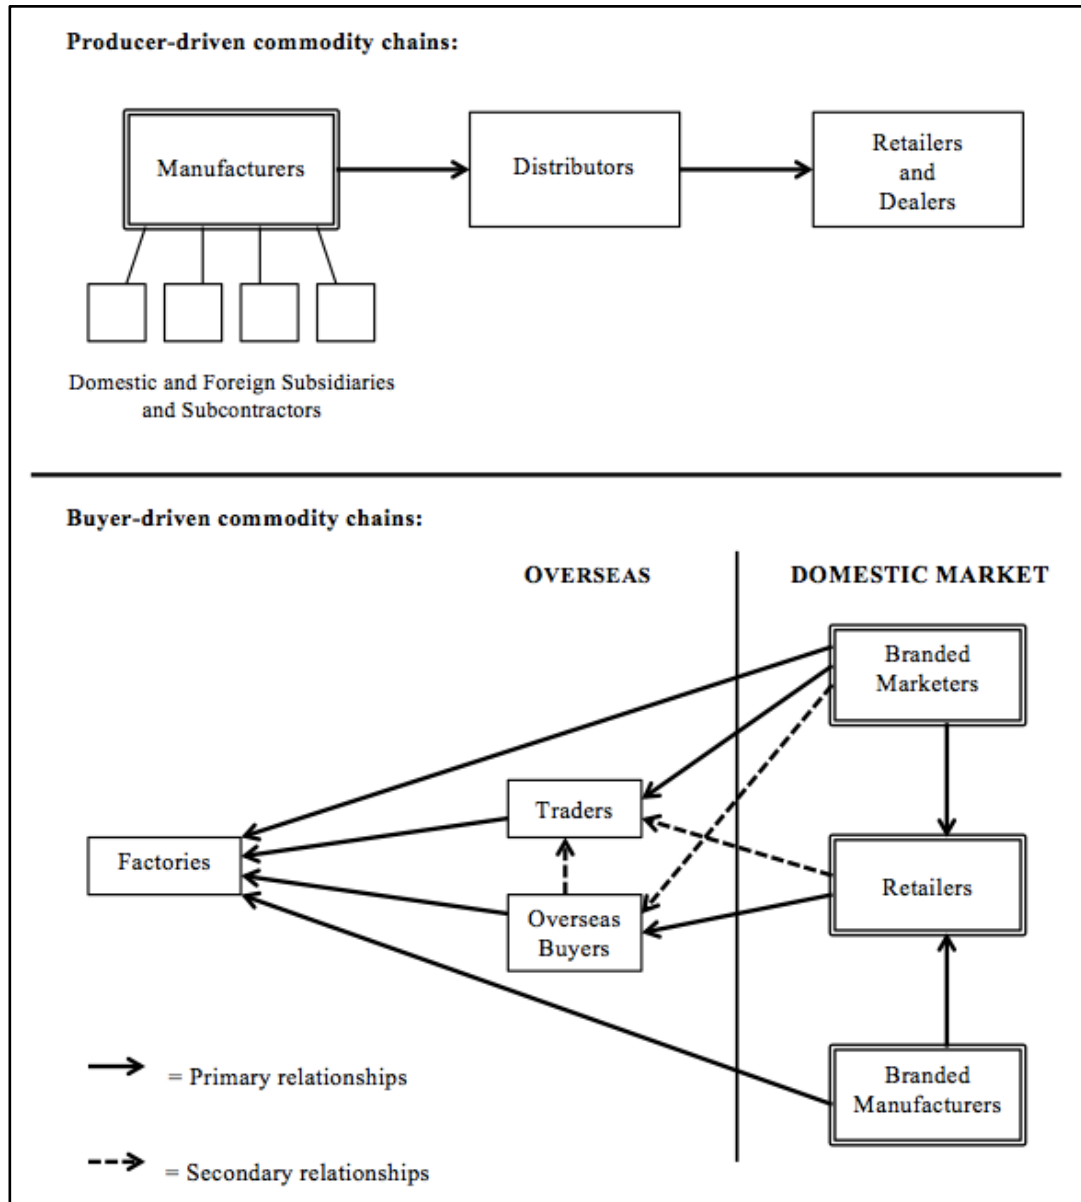 Producer-driven commodity chains:
Manufacturers
Distributors
Retailers
and
Dealers
Domestic and Foreign Subsidiaries
and Subcontractors
Buyer-driven commodity chains:
OVERSEAS
DOMESTIC MARKET
Branded
Marketers
Traders
Factories
Retailers
Overseas
Buyers
= Primary relationships
Branded
Manufacturers
= Secondary relationships